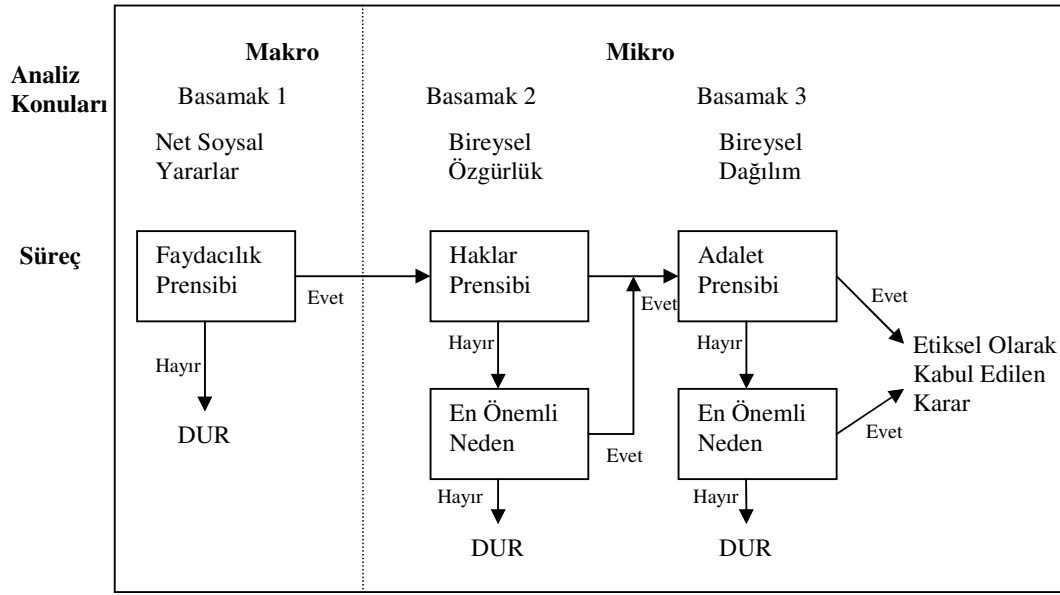 Makro
Mikro
Analiz
Konuları
Basamak 1
Basamak 2
Basamak 3
Net Soysal
Yararlar
Bireysel
Özgürlük
Bireysel
Dağılım
Süreç
Faydacılık
Prensibi
Evet
Haklar
Prensibi
Evet
Adalet
Prensibi
Evet
Hayır
Hayır
Hayır
Etiksel Olarak
Kabul Edilen
Karar
DUR
En Önemli
Neden
Evet
En Önemli
Neden
Evet
Hayır
Hayır
DUR
DUR